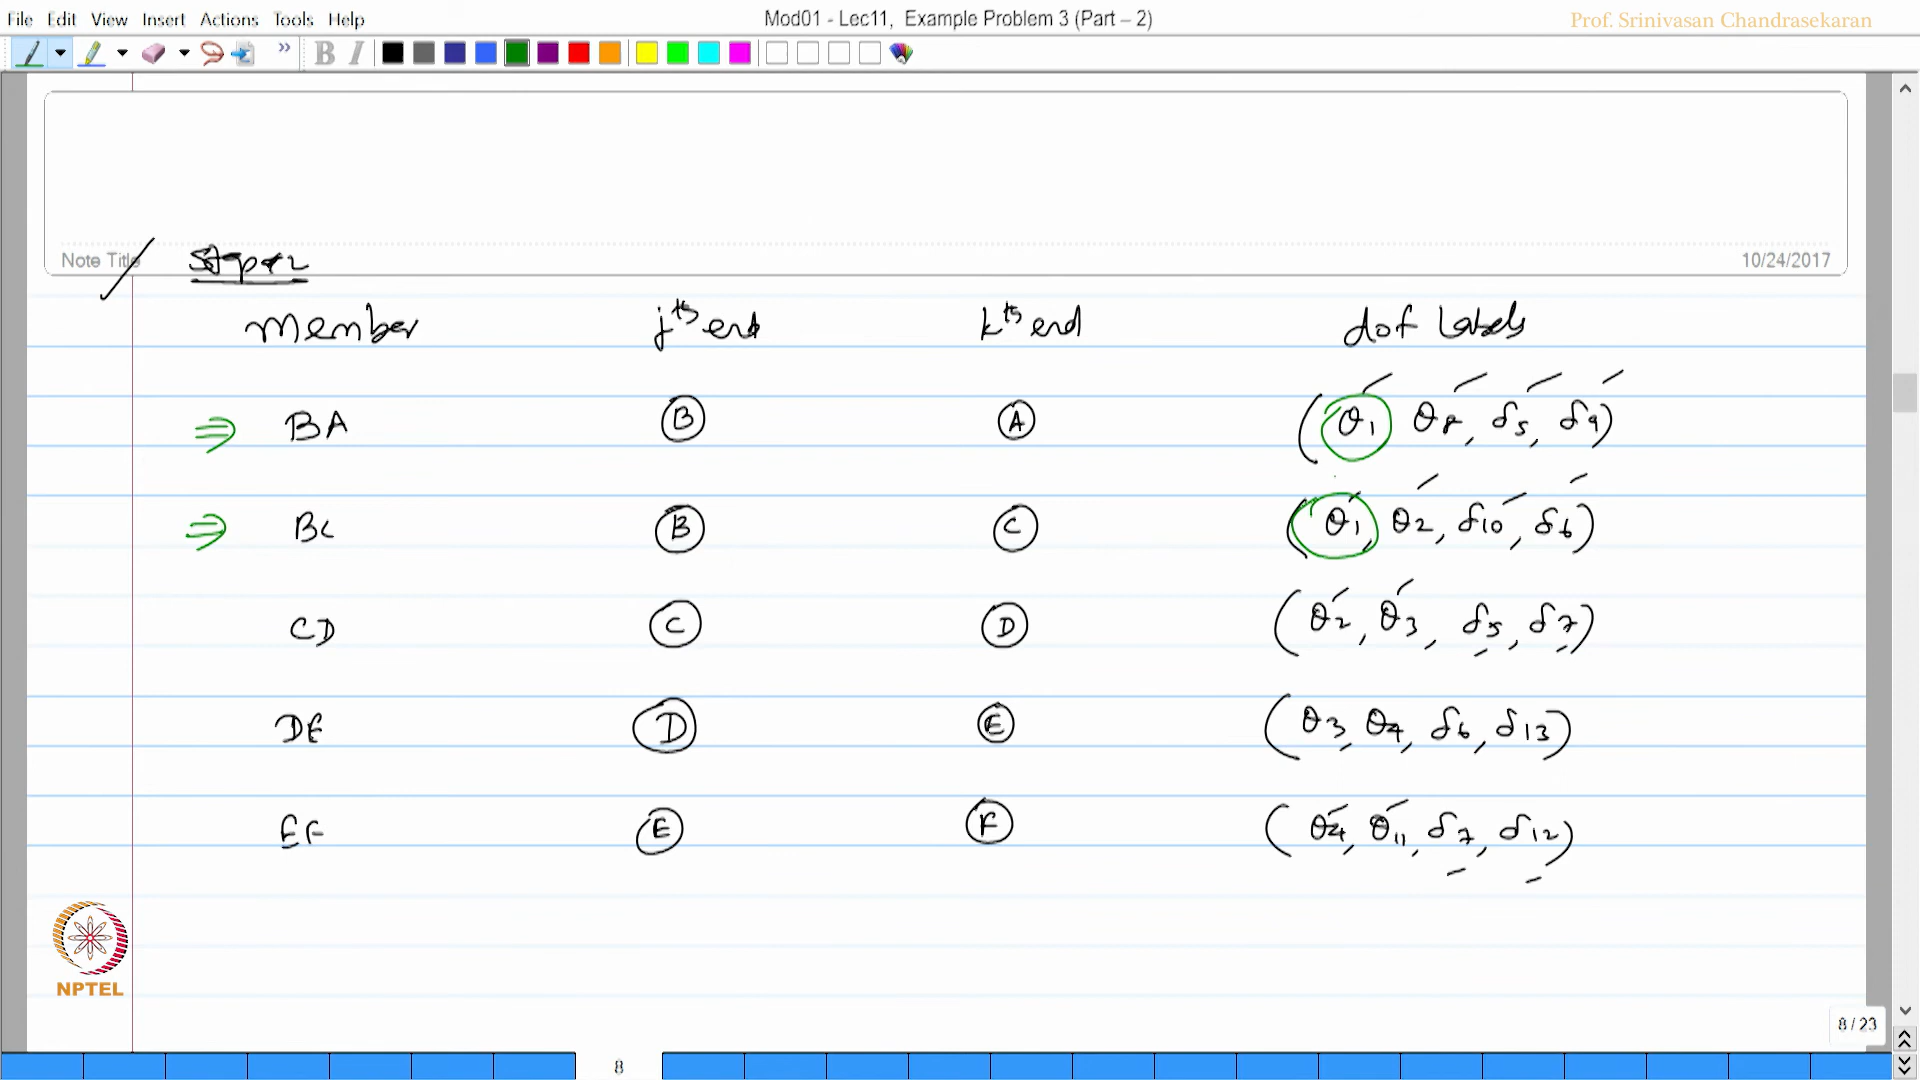 File Edit View Insert Actions Tools Help Mod01 - Lec11, Example Problem 3 (Part – 2) Prof. Srinivasan Chandrasekaran
B I
Note Title 10/24/2017
Step 2
Member jth end kth end dof labels
⇒ BA B A (θ1 θ8, δ5, δ9)
⇒ BC B C (θ1, θ2, δ10, δ6)
CD C D (θ2, θ3, δ5, δ7)
DE D E (θ3, θ4, δ6, δ13)
EF E F (θ4, θ11, δ7, δ12)
NPTEL
8 / 23
8